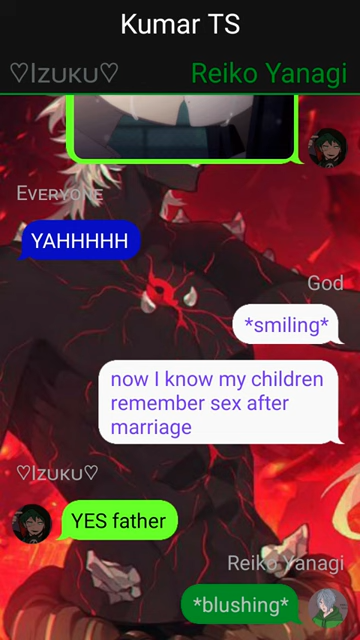 Kumar TS
♡Izuku♡
Reiko Yanagi
Everyone
YAHHHHH
God
*smiling*
now I know my children
remember sex after
marriage
♡Izuku♡
YES father
Reiko Yanagi
*blushing*